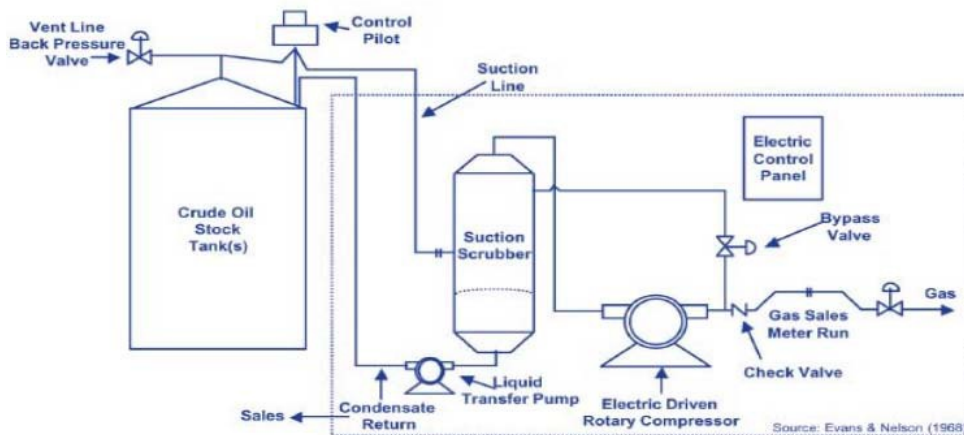 Vent Line
Back Pressure
Valve
Control
Pilot
Suction
Line
Electric
Control
Panel
Crude Oil
Stock
Tank(s)
Suction
Scrubber
Bypass
Valve
Gas
Gas Sales
Meter Run
Check Valve
Liquid
Transfer Pump
Electric Driven
Rotary Compressor
Sales
Condensate
Return
Source: Evans & Nelson (1968)